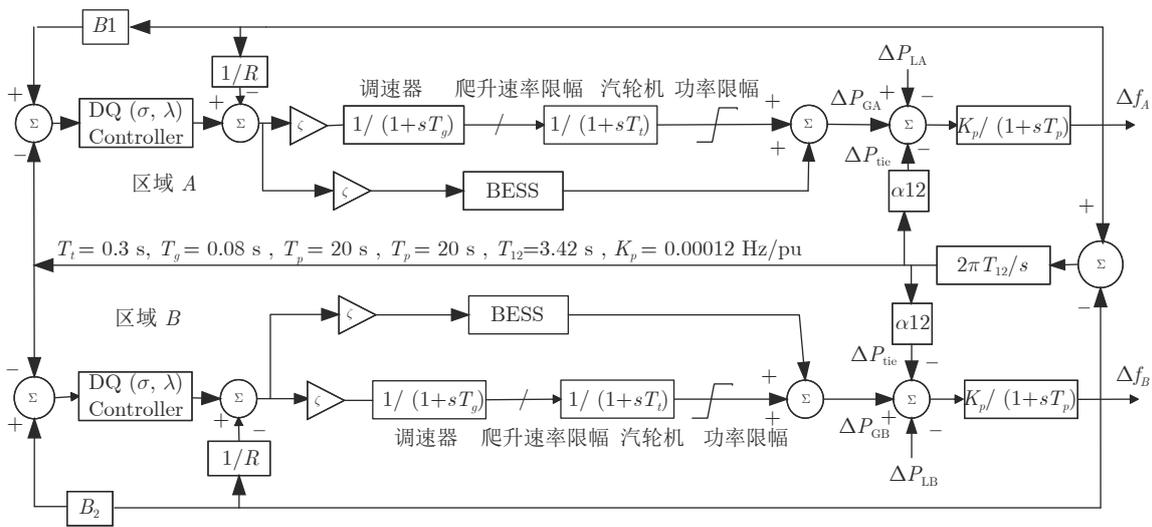 B1
1/R
−
ΔP_LA
调速器 爬升速率限幅 汽轮机 功率限幅
+
DQ (σ, λ)
Controller
Σ
Σ
+
ζ
1/ (1+sT_g)
1/ (1+sT_t)
+
+
Σ
ΔP_GA
+
−
Σ
K_p/ (1+sT_p)
Δf_A
−
ΔP_tie
−
区域 A
ζ
BESS
α12
+
T_t = 0.3 s, T_g = 0.08 s , T_p = 20 s , T_p = 20 s , T_12=3.42 s , K_p = 0.00012 Hz/pu
2πT_12/s
Σ
−
区域 B
ζ
BESS
α12
ΔP_tie
−
−
DQ (σ, λ)
Controller
Σ
+
Σ
+
−
ζ
1/ (1+sT_g)
1/ (1+sT_t)
+
+
Σ
ΔP_GB
+
−
Σ
K_p/ (1+sT_p)
Δf_B
调速器 爬升速率限幅 汽轮机 功率限幅
1/R
ΔP_LB
B_2